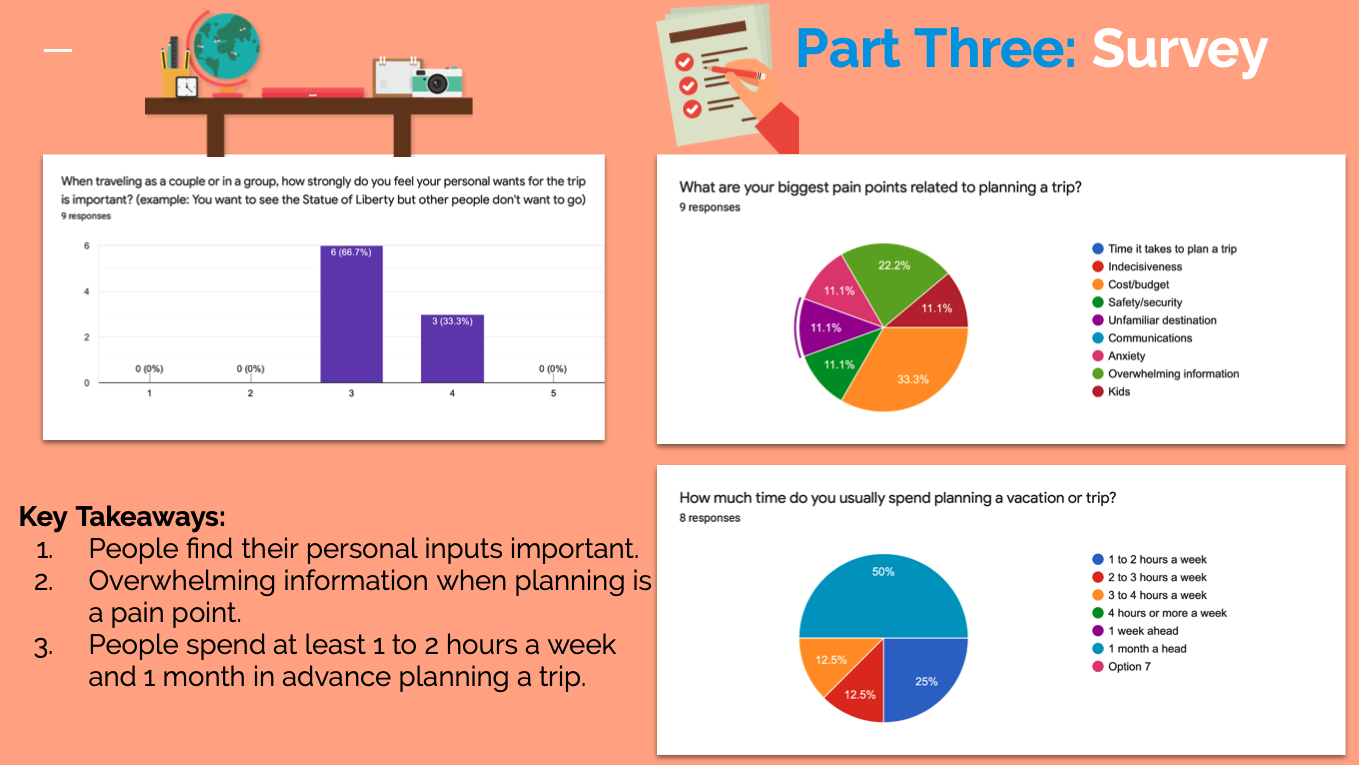 Part Three: Survey
When traveling as a couple or in a group, how strongly do you feel your personal wants for the trip
is important? (example: You want to see the Statue of Liberty but other people don't want to go)
9 responses
6
4
2
0
6 (66.7%)
3 (33.3%)
0 (0%)
0 (0%)
0 (0%)
1
2
3
4
5
What are your biggest pain points related to planning a trip?
9 responses
22.2%
11.1%
11.1%
11.1%
11.1%
33.3%
Time it takes to plan a trip
Indecisiveness
Cost/budget
Safety/security
Unfamiliar destination
Communications
Anxiety
Overwhelming information
Kids
Key Takeaways:
1. People find their personal inputs important.
2. Overwhelming information when planning is
a pain point.
3. People spend at least 1 to 2 hours a week
and 1 month in advance planning a trip.
How much time do you usually spend planning a vacation or trip?
8 responses
50%
12.5%
12.5%
25%
1 to 2 hours a week
2 to 3 hours a week
3 to 4 hours a week
4 hours or more a week
1 week ahead
1 month a head
Option 7